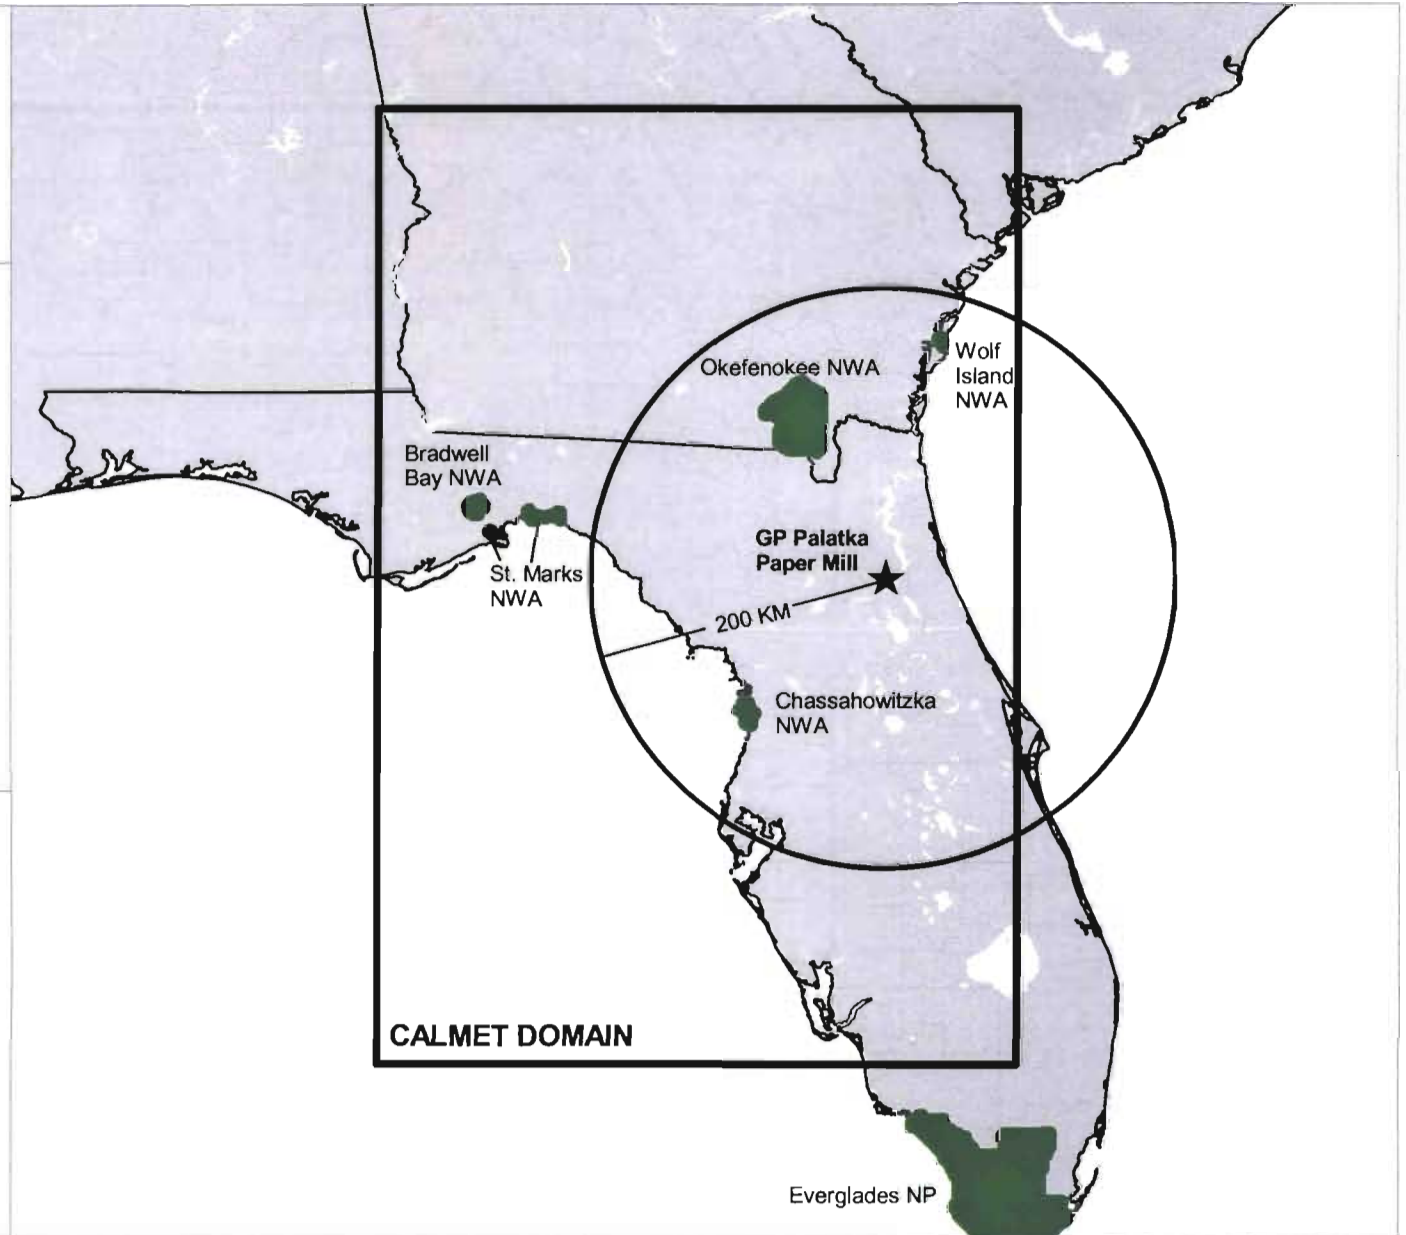 Okefenokee NWA
Wolf
Island
NWA
Bradwell
Bay NWA
GP Palatka
Paper Mill
St. Marks
NWA
200 KM
Chassahowitzka
NWA
CALMET DOMAIN
Everglades NP